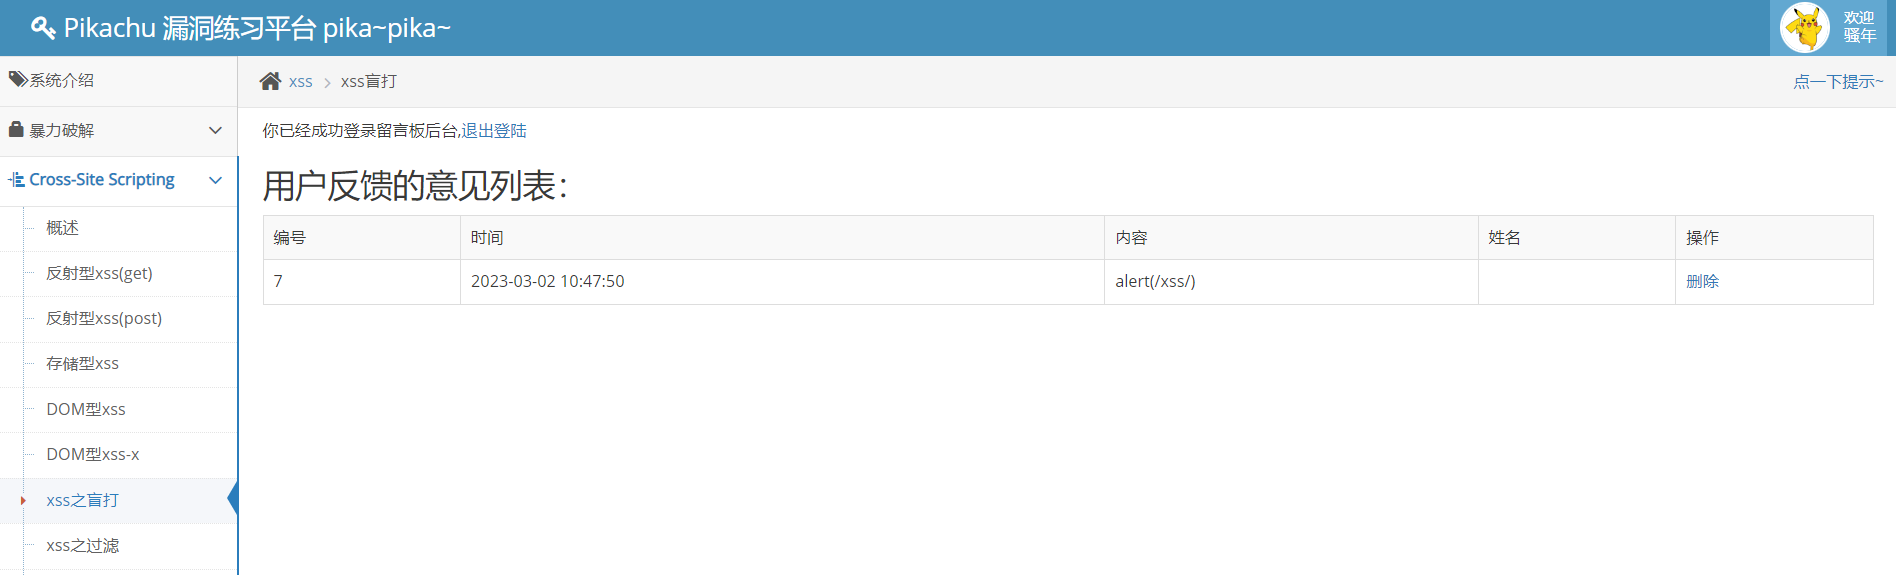 Pikachu 漏洞练习平台 pika~pika~
欢迎
骚年
系统介绍
xss
xss盲打
点一下提示~
暴力破解
你已经成功登录留言板后台,退出登陆
Cross-Site Scripting
用户反馈的意见列表：
概述
编号 时间 内容 姓名 操作
反射型xss(get)
7 2023-03-02 10:47:50 alert(/xss/) 删除
反射型xss(post)
存储型xss
DOM型xss
DOM型xss-x
xss之盲打
xss之过滤